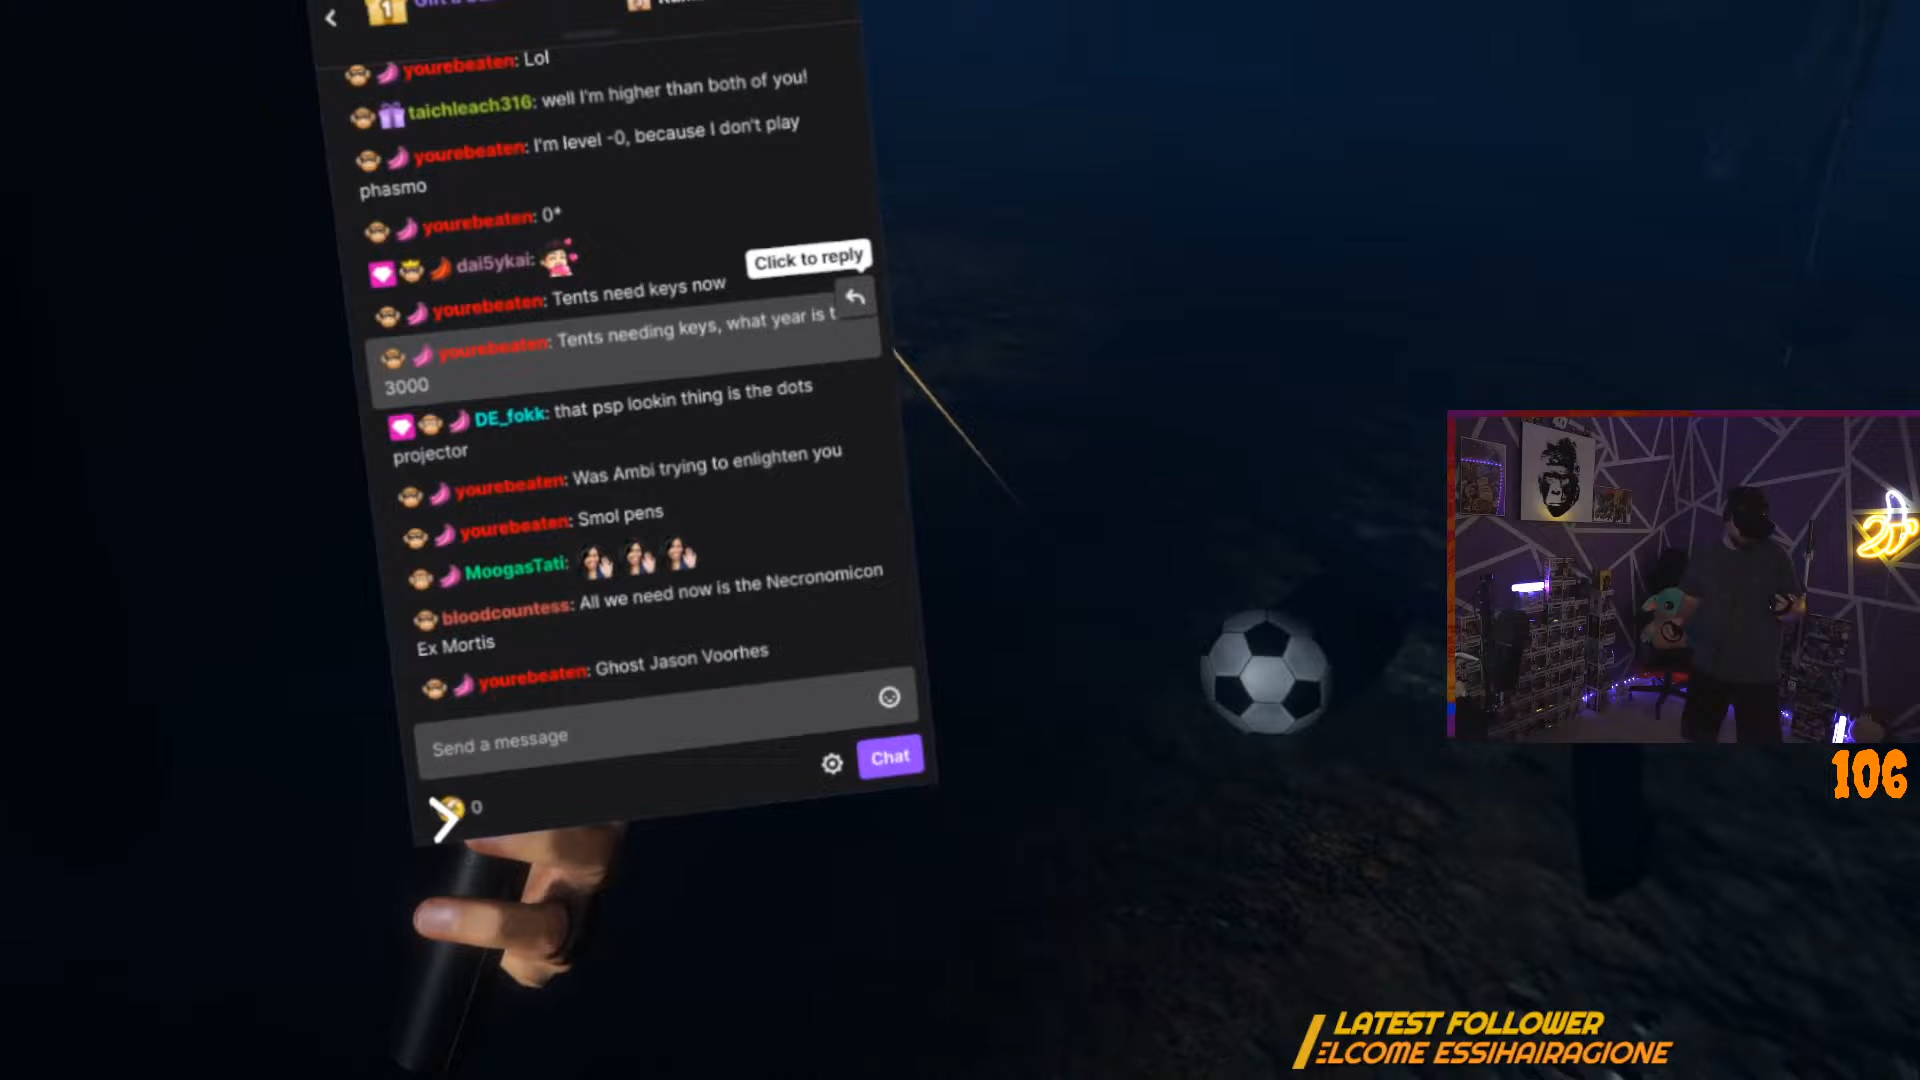 yourebeaten: Lol
taichleach316: well I'm higher than both of you!
yourebeaten: I'm level -0, because I don't play
phasmo
yourebeaten: 0*
dai5ykai:
Click to reply
yourebeaten: Tents need keys now
yourebeaten: Tents needing keys, what year is t
3000
DE_fokk: that psp lookin thing is the dots
projector
yourebeaten: Was Ambi trying to enlighten you
yourebeaten: Smol pens
MoogasTati:
bloodcountess: All we need now is the Necronomicon
Ex Mortis
yourebeaten: Ghost Jason Voorhes
Send a message
Chat
0
106
LATEST FOLLOWER
ELCOME ESSIHAIRAGIONE